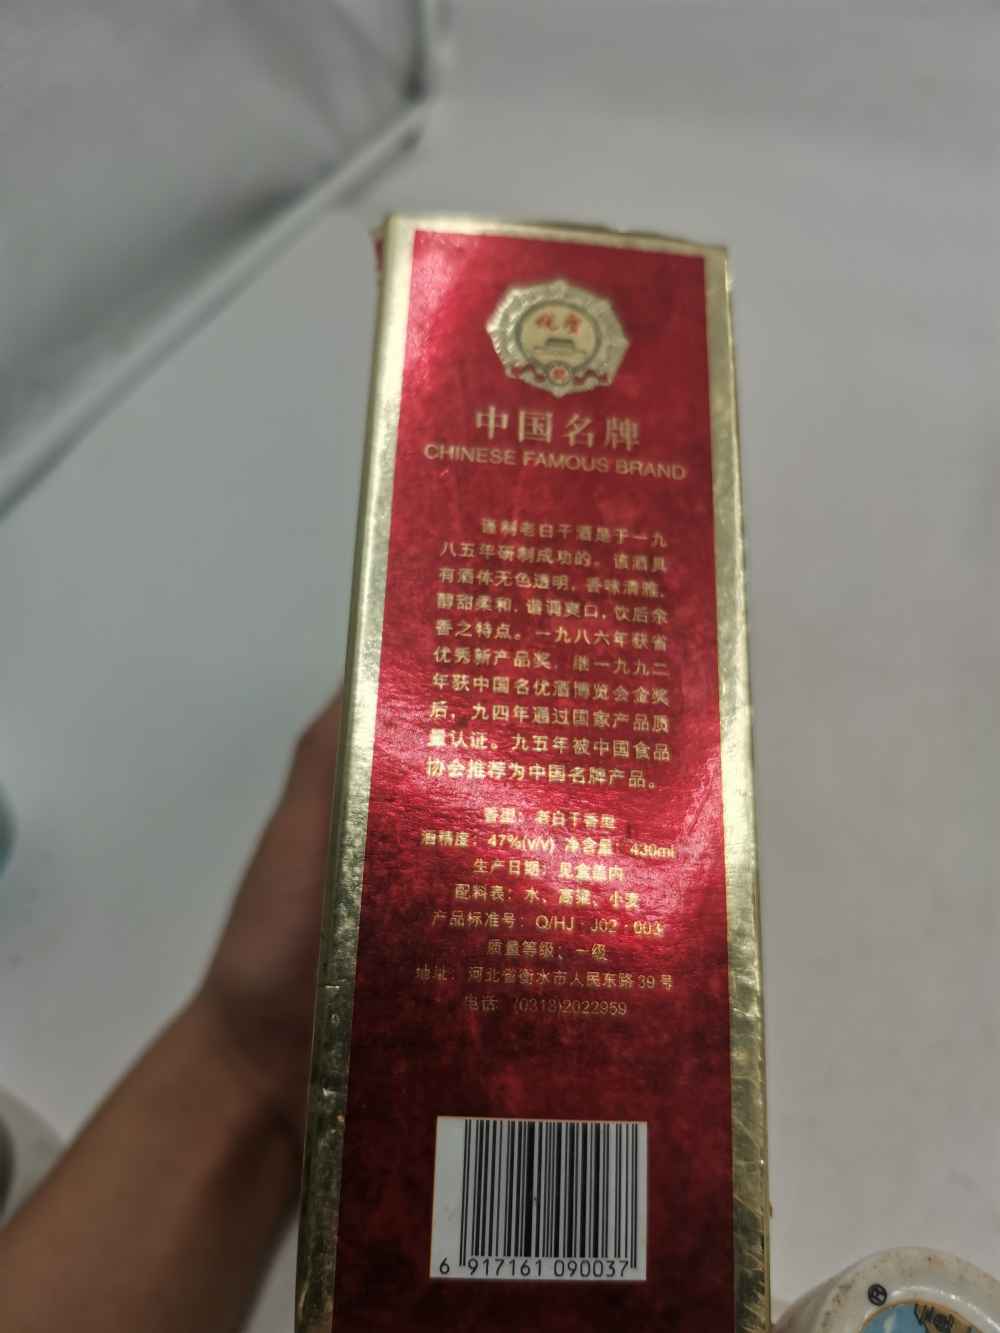 中国名牌
CHINESE FAMOUS BRAND
谨制老白干酒是于一九
八五年研制成功的。该酒具
有酒体无色透明，香味清雅，
醇甜柔和，谐调爽口，饮后余
香之特点。一九八六年获省
优秀新产品奖，继一九九二
年获中国名优酒博览会金奖
后，九四年通过国家产品质
量认证。九五年被中国食品
协会推荐为中国名牌产品。
香型：老白干香型
酒精度：47%(V/V) 净含量：430ml
生产日期：见盒盖内
配料表：水、高粱、小麦
产品标准号：Q/HJ·J02·003
质量等级：一级
地址：河北省衡水市人民东路39号
电话：(0318)2022959
6 917161 090037
®